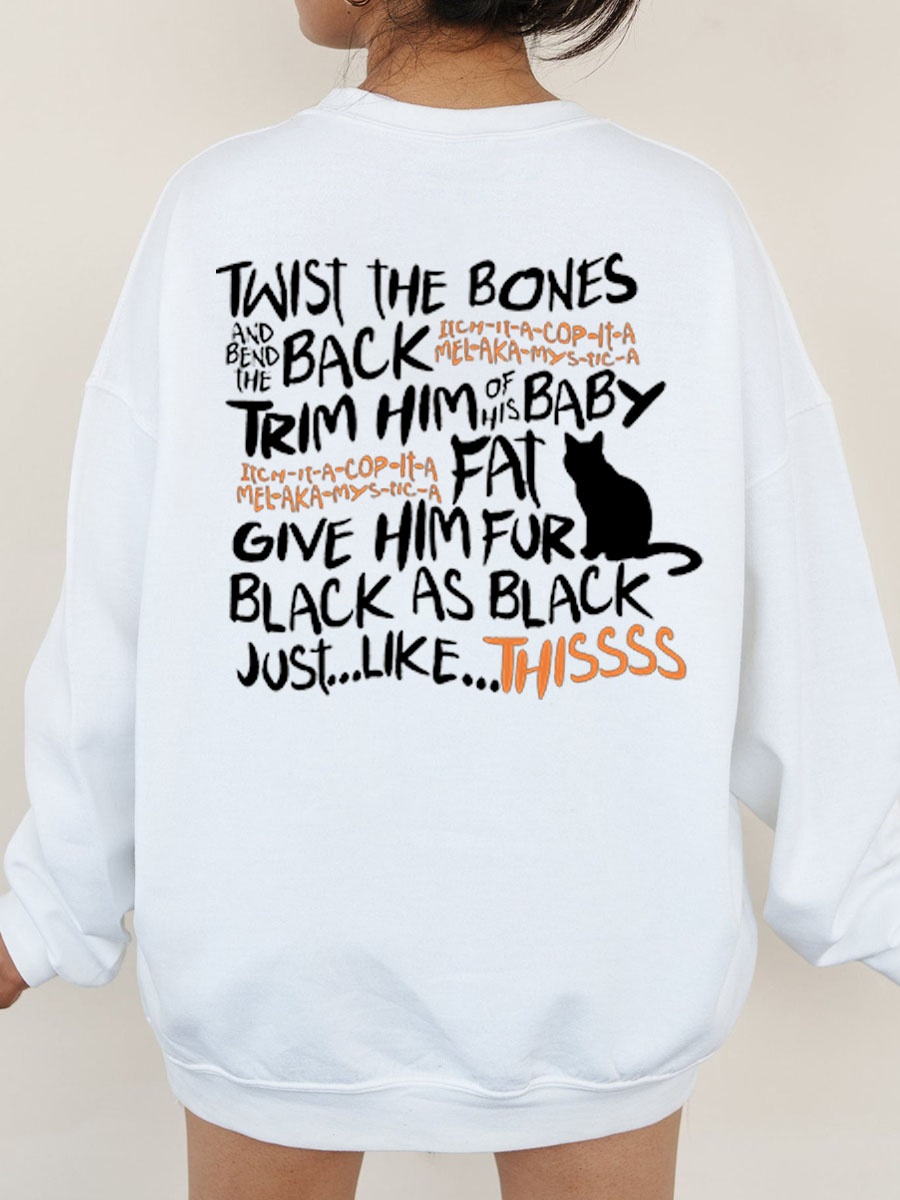 TWIST THE BONES
AND BEND THE BACK
ITCH-IT-A-COP-IT-A
MEL-AKA-MYS-TIC-A
TRIM HIM OF HIS BABY
FAT
ITCH-IT-A-COP-IT-A
MEL-AKA-MYS-TIC-A
GIVE HIM FUR
BLACK AS BLACK
JUST...LIKE...THISSSS